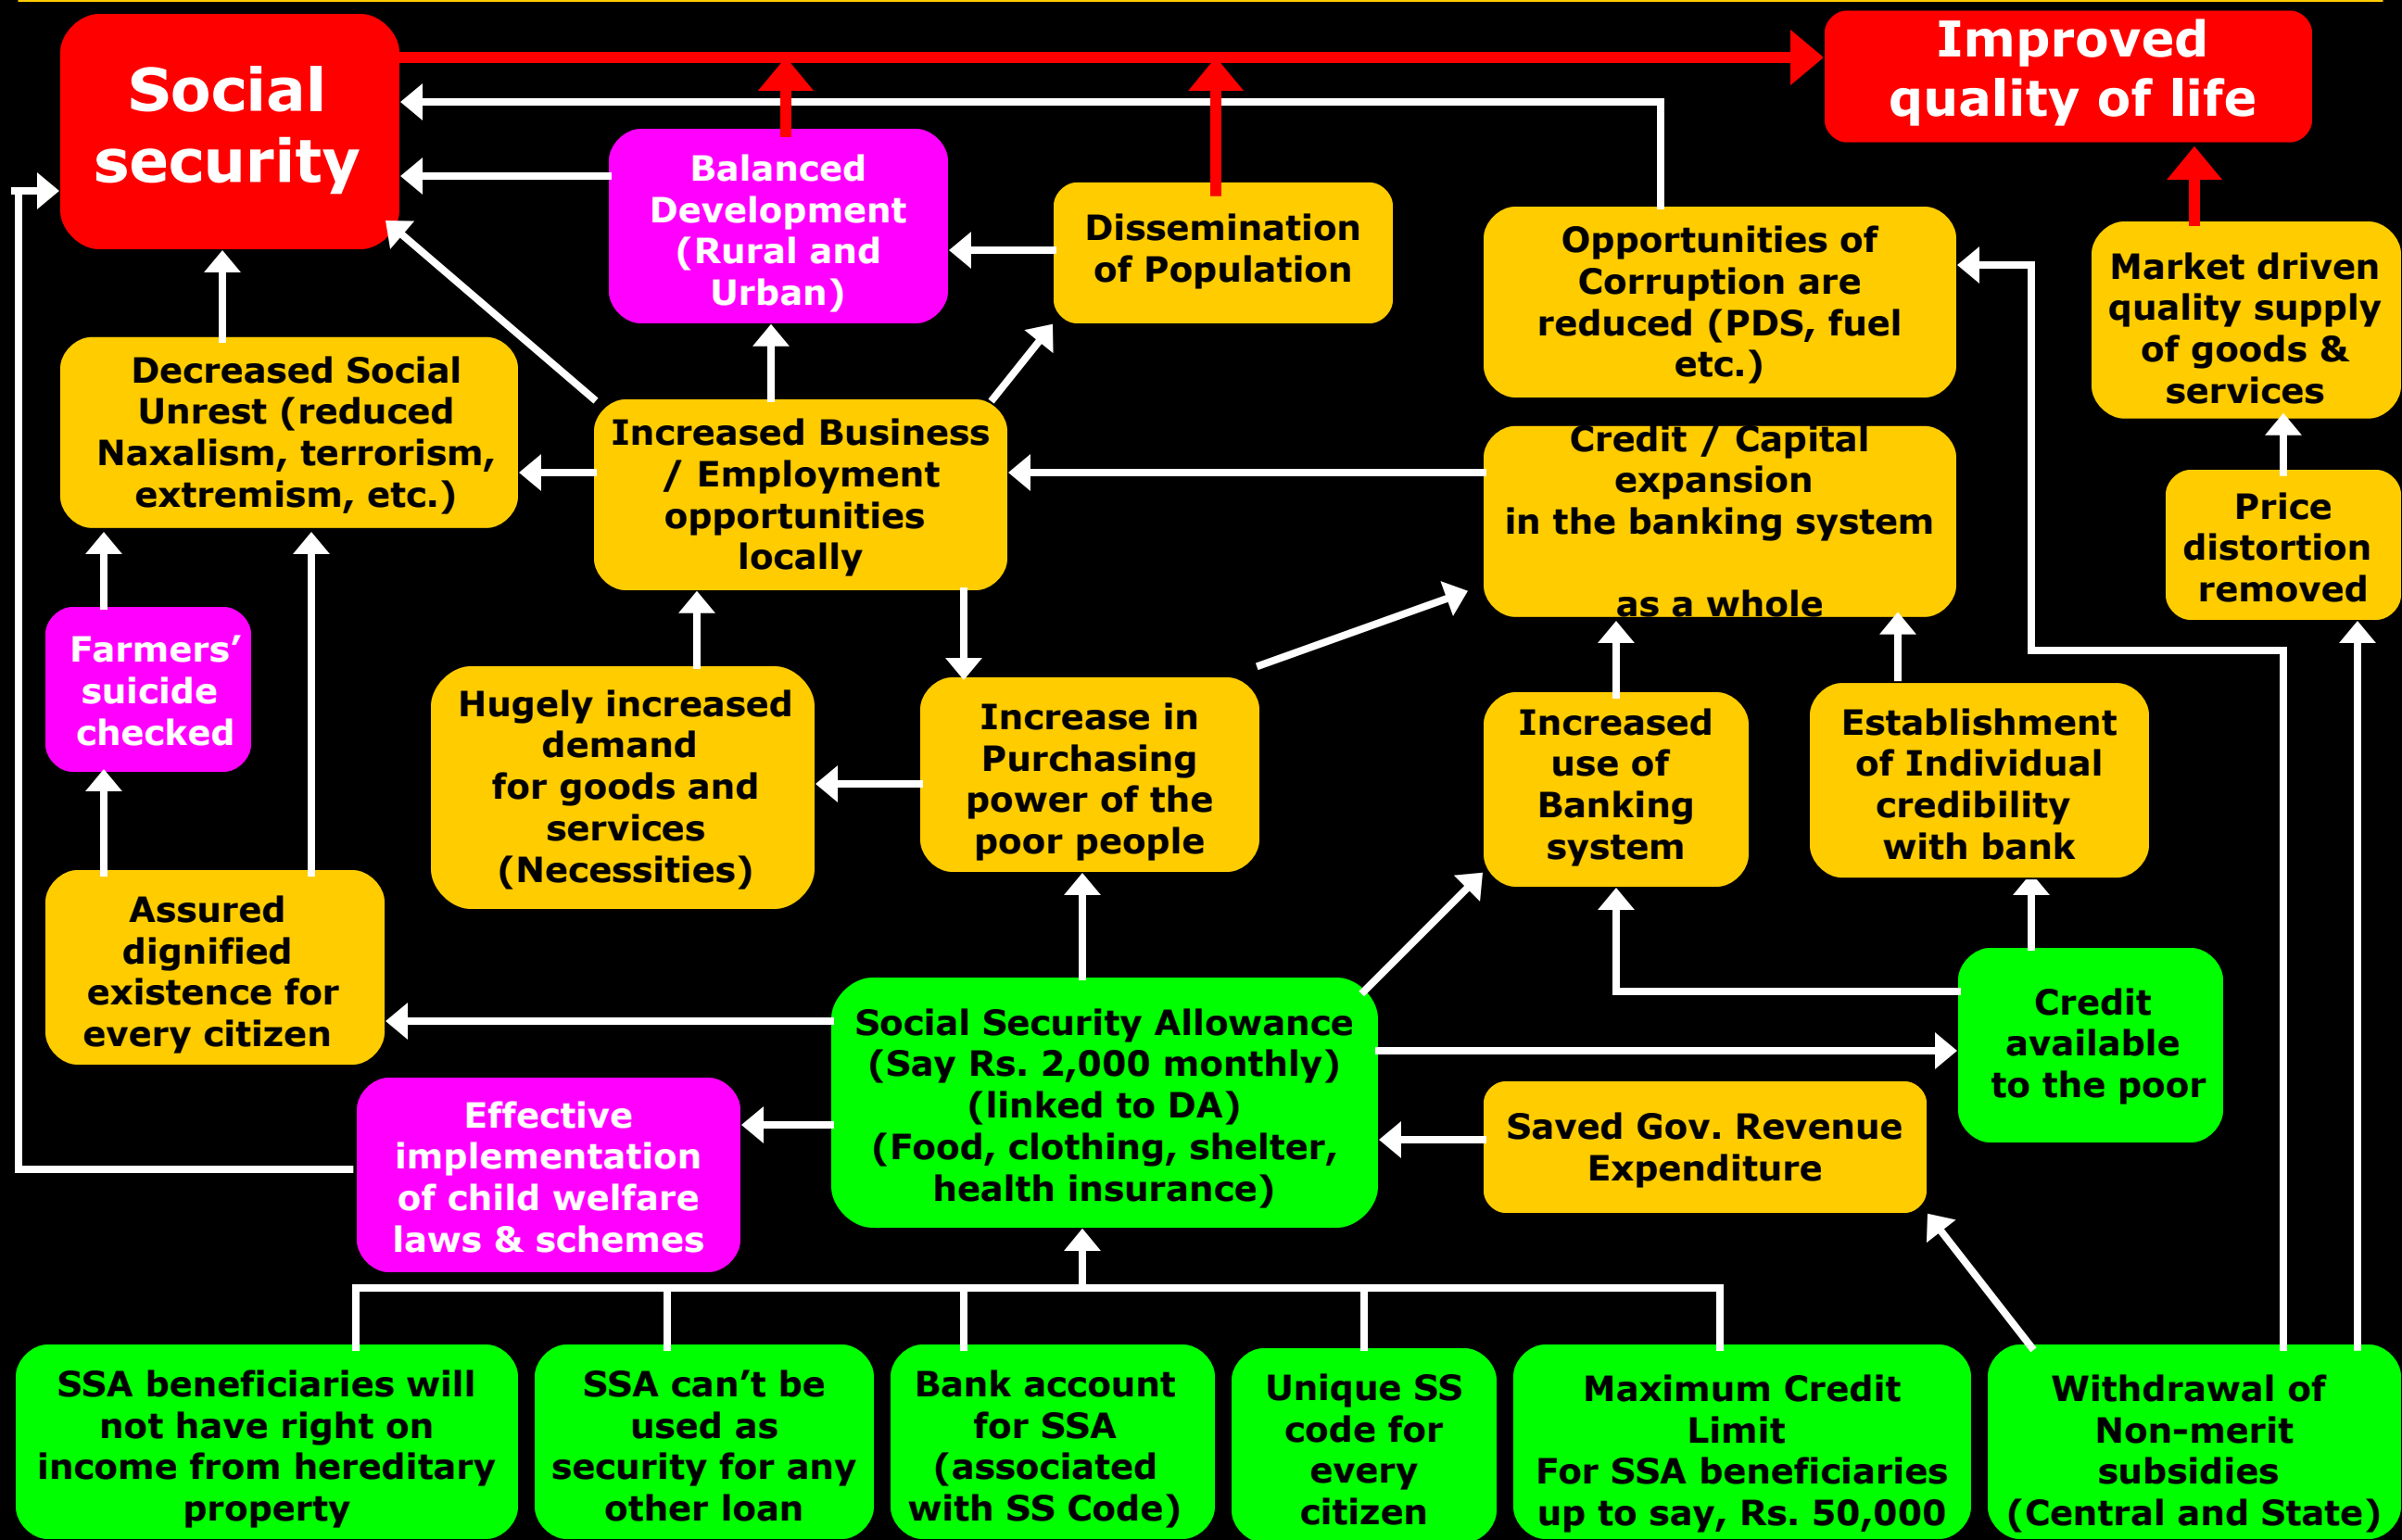 Social
security
Improved
quality of life
Balanced
Development
(Rural and
Urban)
Dissemination
of Population
Opportunities of
Corruption are
reduced (PDS, fuel
etc.)
Market driven
quality supply
of goods &
services
Decreased Social
Unrest (reduced
Naxalism, terrorism,
extremism, etc.)
Increased Business
/ Employment
opportunities
locally
Credit / Capital
expansion
in the banking system
as a whole
Price
distortion
removed
Farmers’
suicide
checked
Hugely increased
demand
for goods and
services
(Necessities)
Increase in
Purchasing
power of the
poor people
Increased
use of
Banking
system
Establishment
of Individual
credibility
with bank
Assured
dignified
existence for
every citizen
Social Security Allowance
(Say Rs. 2,000 monthly)
(linked to DA)
(Food, clothing, shelter,
health insurance)
Credit
available
to the poor
Effective
implementation
of child welfare
laws & schemes
Saved Gov. Revenue
Expenditure
SSA beneficiaries will
not have right on
income from hereditary
property
SSA can’t be
used as
security for any
other loan
Bank account
for SSA
(associated
with SS Code)
Unique SS
code for
every
citizen
Maximum Credit
Limit
For SSA beneficiaries
up to say, Rs. 50,000
Withdrawal of
Non-merit
subsidies
(Central and State)